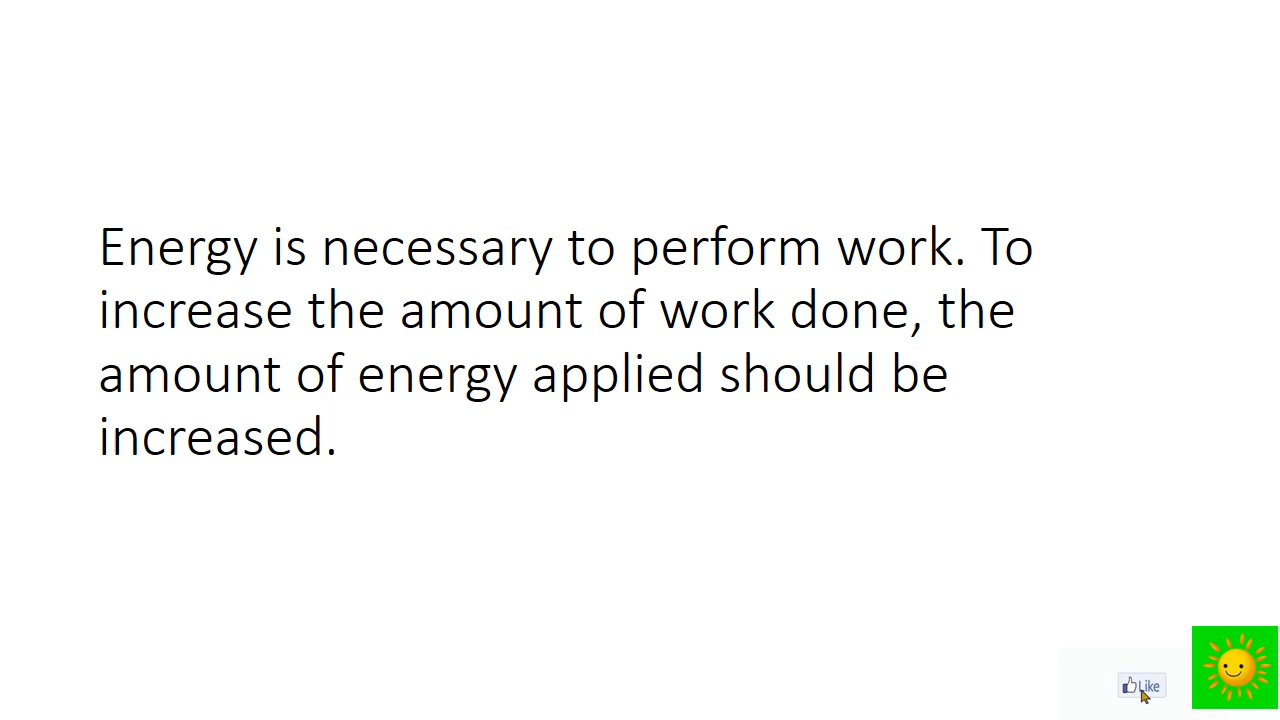 Energy is necessary to perform work. To
increase the amount of work done, the
amount of energy applied should be
increased.
Like